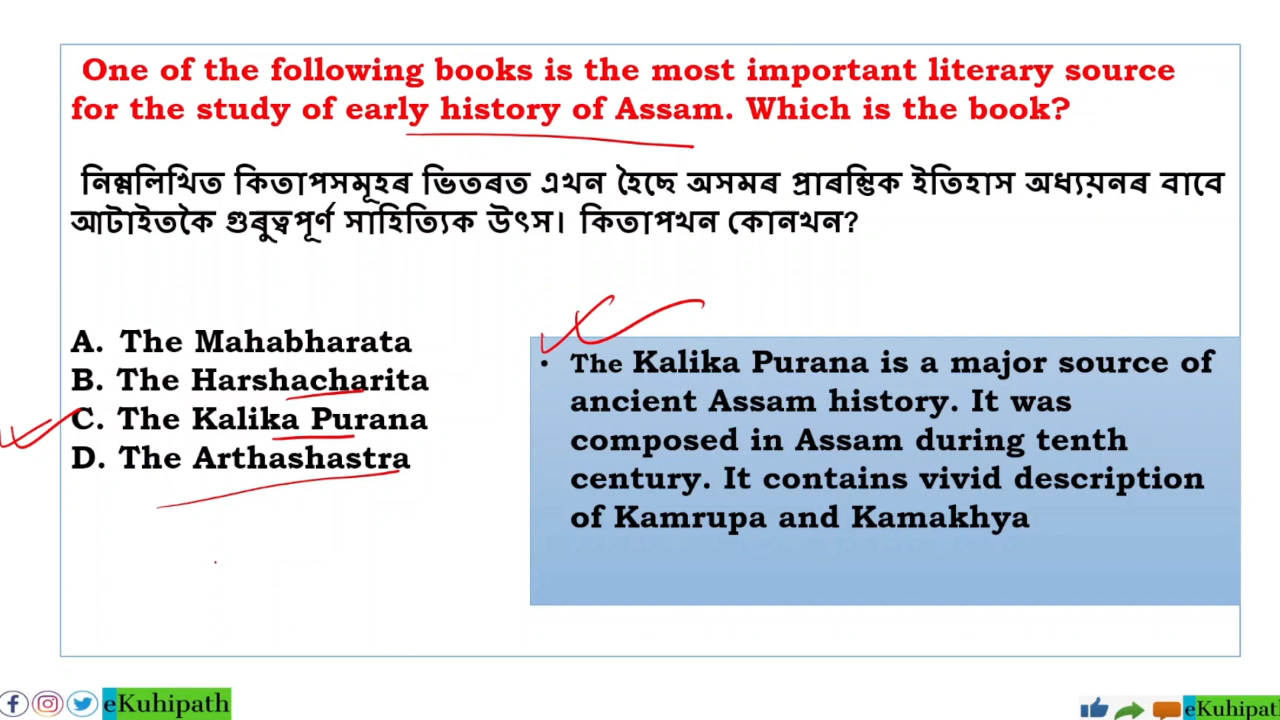 One of the following books is the most important literary source
for the study of early history of Assam. Which is the book?
নিম্নলিখিত কিতাপসমূহৰ ভিতৰত এখন হৈছে অসমৰ প্ৰাৰম্ভিক ইতিহাস অধ্যয়নৰ বাবে
আটাইতকৈ গুৰুত্বপূৰ্ণ সাহিত্যিক উৎস। কিতাপখন কোনখন?
A. The Mahabharata
B. The Harshacharita
C. The Kalika Purana
D. The Arthashastra
• The Kalika Purana is a major source of
ancient Assam history. It was
composed in Assam during tenth
century. It contains vivid description
of Kamrupa and Kamakhya
eKuhipath
eKuhipath